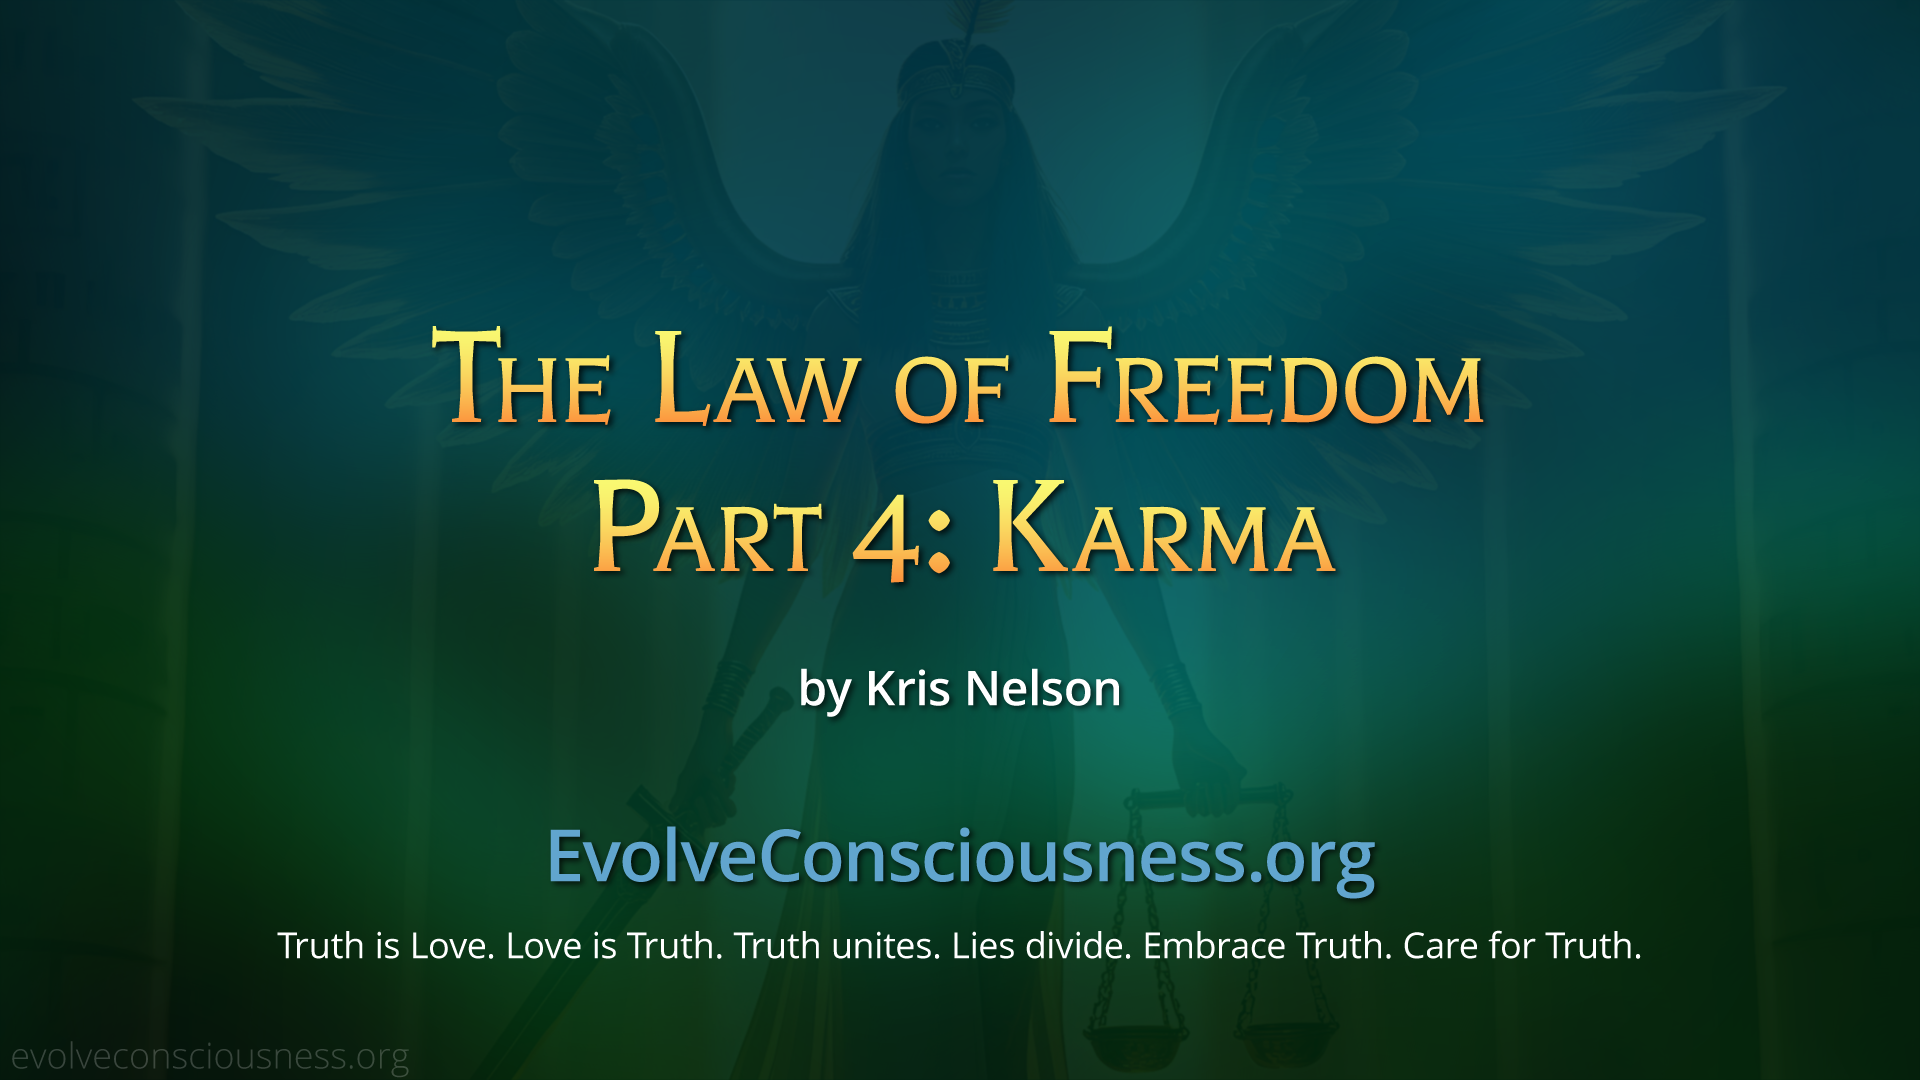 The Law of Freedom
Part 4: Karma
by Kris Nelson
EvolveConsciousness.org
Truth is Love. Love is Truth. Truth unites. Lies divide. Embrace Truth. Care for Truth.
evolveconsciousness.org